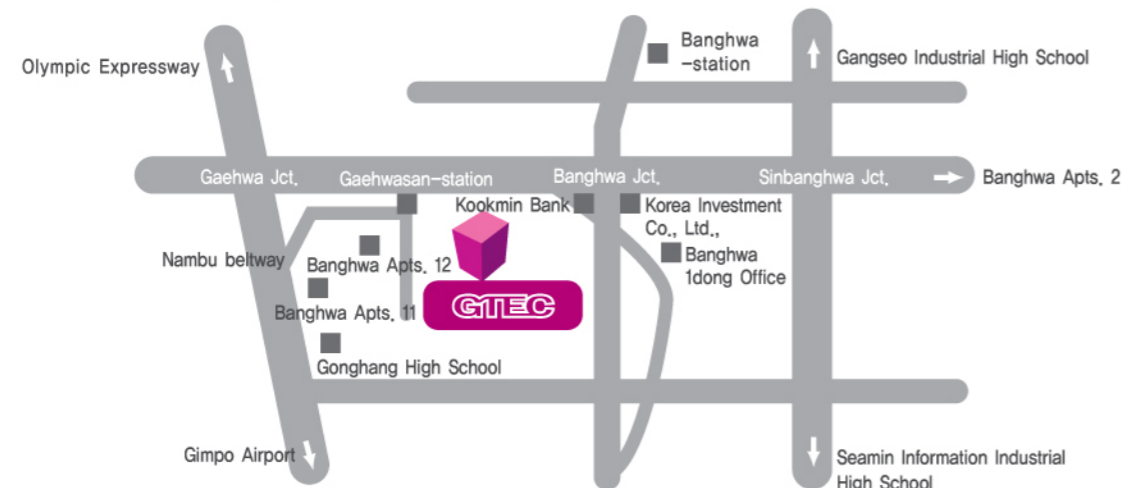 Banghwa
-station
Olympic Expressway
Gangseo Industrial High School
Gaehwa Jct.
Gaehwasan-station
Banghwa Jct.
Sinbanghwa Jct.
Banghwa Apts. 2
Kookmin Bank
Korea Investment
Co., Ltd.,
Nambu beltway
Banghwa Apts. 12
Banghwa
1dong Office
Banghwa Apts. 11
GTEC
Gonghang High School
Gimpo Airport
Seamin Information Industrial
High School